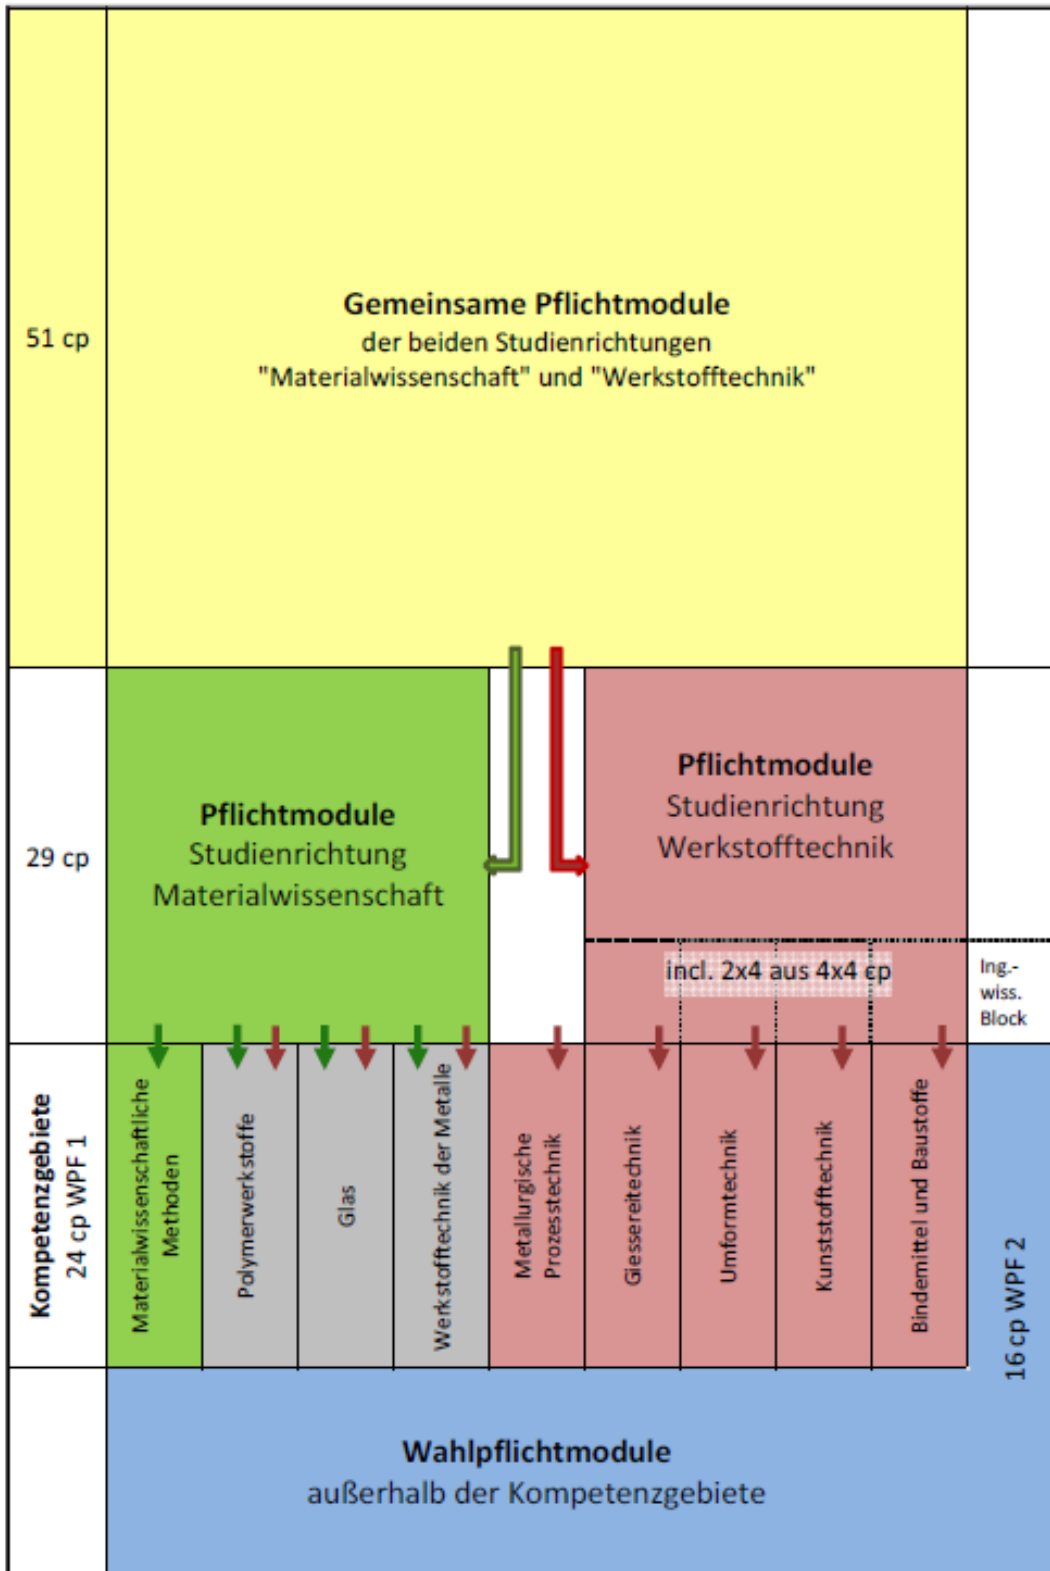 51 cp
Gemeinsame Pflichtmodule
der beiden Studienrichtungen
"Materialwissenschaft" und "Werkstofftechnik"
29 cp
Pflichtmodule
Studienrichtung
Materialwissenschaft
Pflichtmodule
Studienrichtung
Werkstofftechnik
incl. 2x4 aus 4x4 cp
Ing.-
wiss.
Block
Kompetenzgebiete
24 cp WPF 1
Materialwissenschaftliche
Methoden
Polymerwerkstoffe
Glas
Werkstofftechnik der Metalle
Metallurgische
Prozesstechnik
Giessereitechnik
Umformtechnik
Kunststofftechnik
Bindemittel und Baustoffe
16 cp WPF 2
Wahlpflichtmodule
außerhalb der Kompetenzgebiete